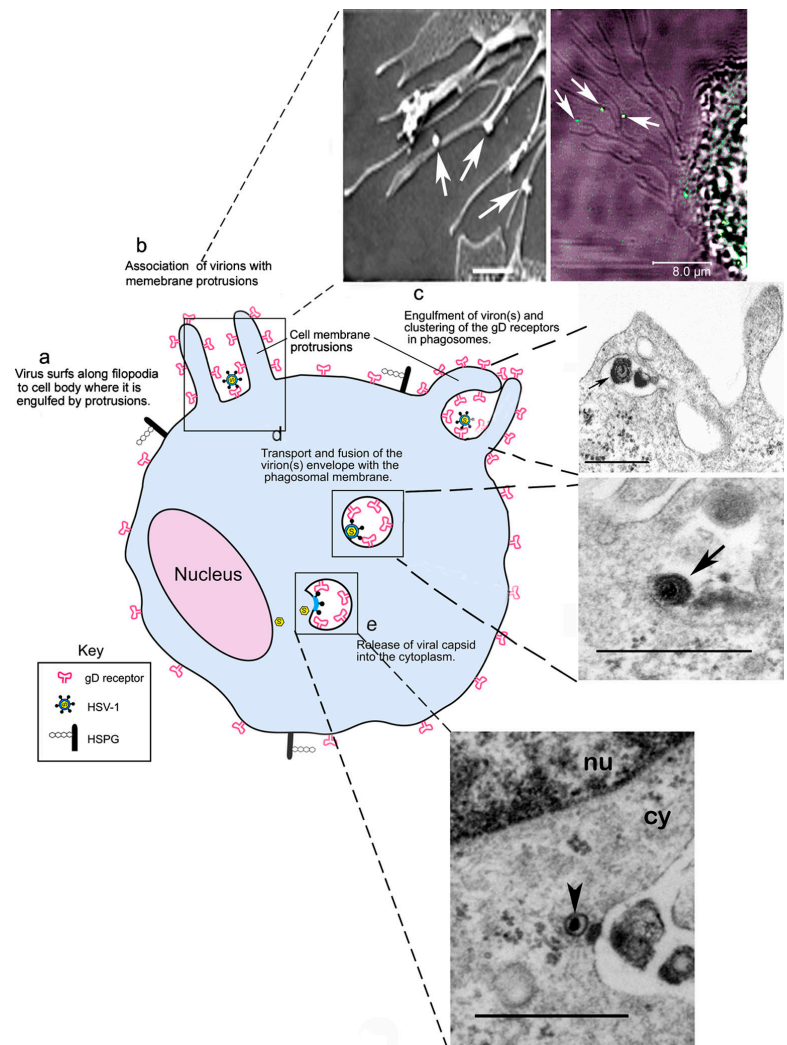 b
Association of virions with
memebrane protrusions
8.0 µm
c
Engulfment of viron(s) and
clustering of the gD receptors
in phagosomes.
Cell membrane
protrusions
a
Virus surfs along filopodia
to cell body where it is
engulfed by protrusions.
d
Transport and fusion of the
virion(s) envelope with the
phagosomal membrane.
S
S
S
Nucleus
S
S
e
Release of viral capsid
into the cytoplasm.
Key
gD receptor
HSV-1
HSPG
nu
cy